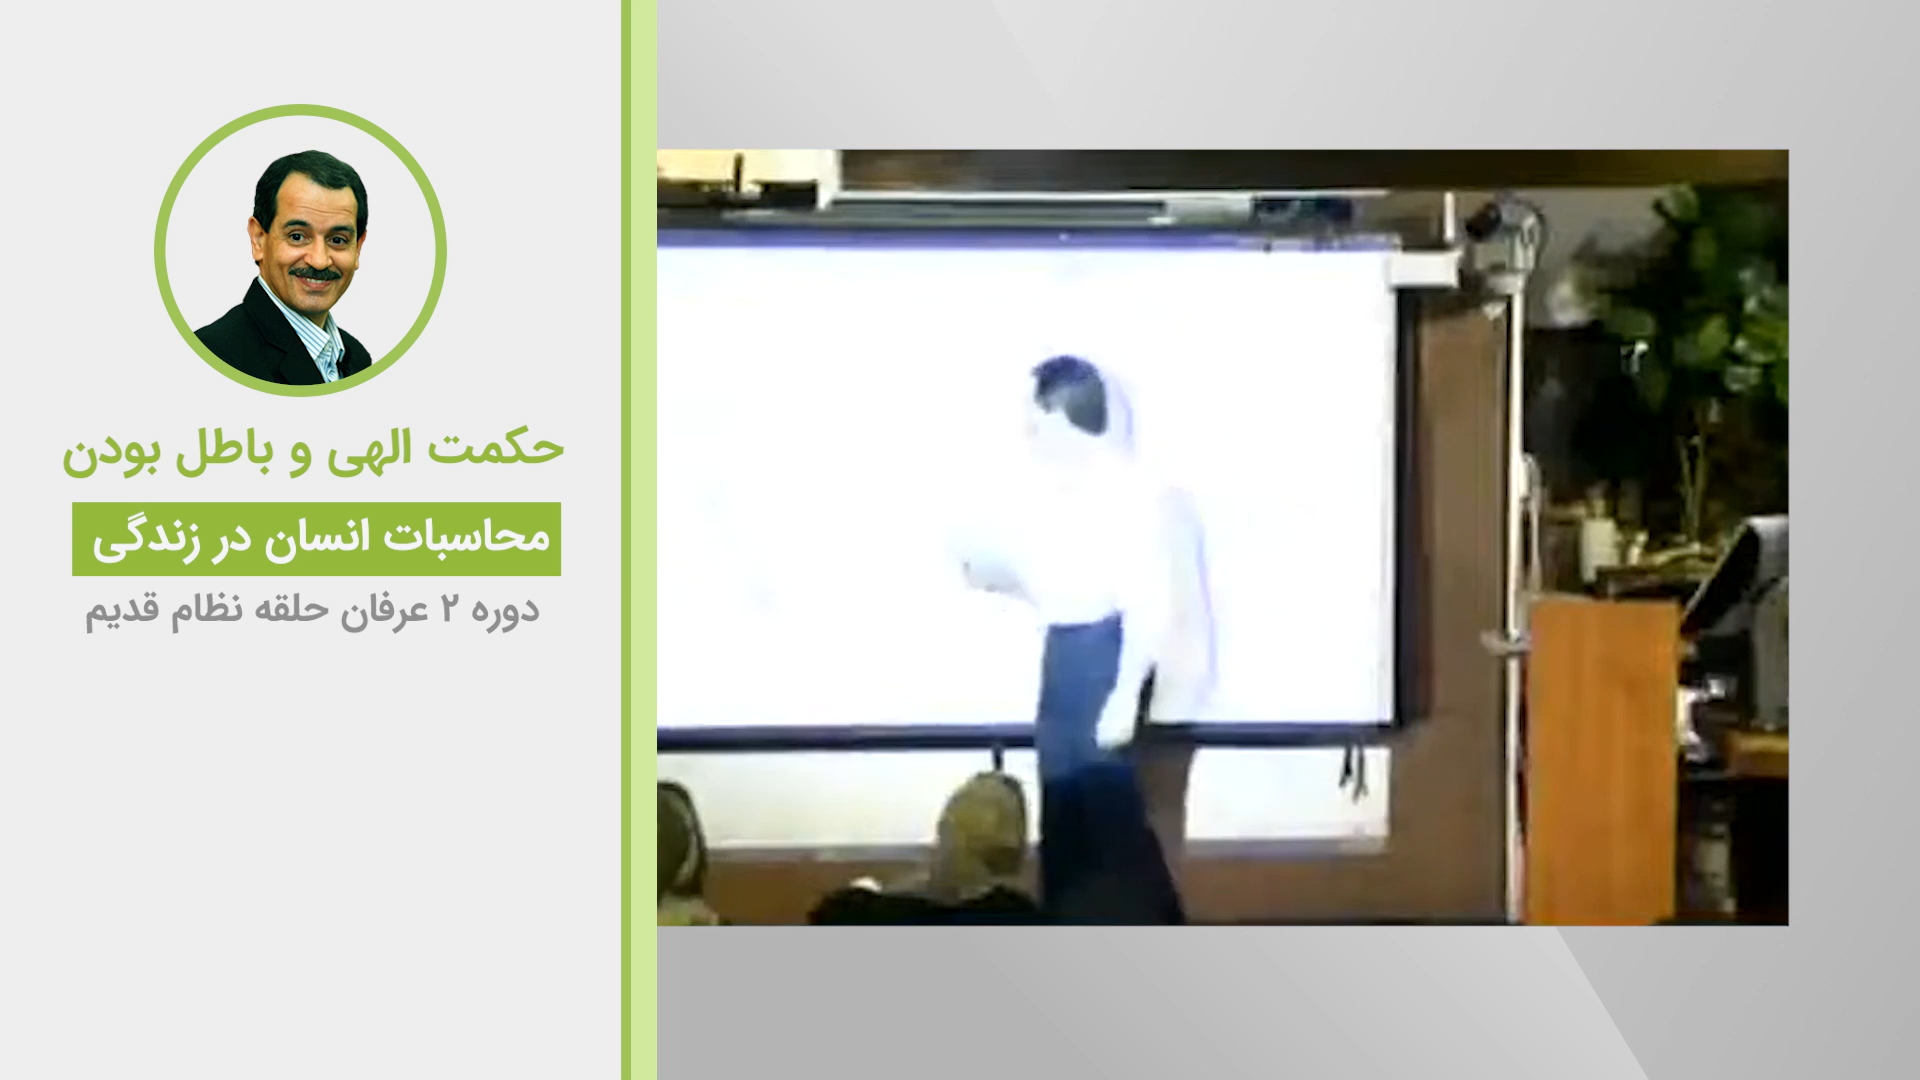 حکمت الهی و باطل بودن
محاسبات انسان در زندگی
دوره ۲ عرفان حلقه نظام قدیم